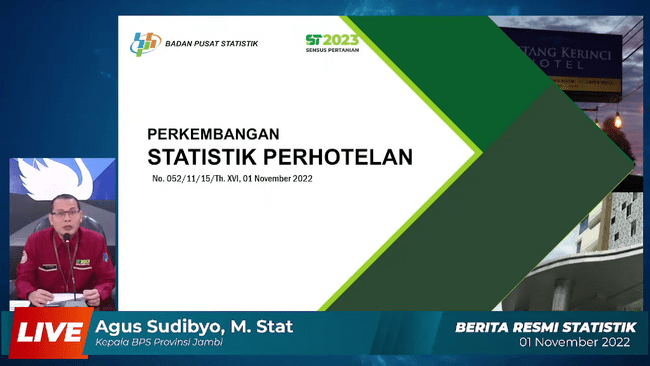 BADAN PUSAT STATISTIK
ST2023
SENSUS PERTANIAN
TANG KERINCI
HOTEL
PERKEMBANGAN
STATISTIK PERHOTELAN
No. 052/11/15/Th. XVI, 01 November 2022
LIVE
Agus Sudibyo, M. Stat
Kepala BPS Provinsi Jambi
BERITA RESMI STATISTIK
01 November 2022